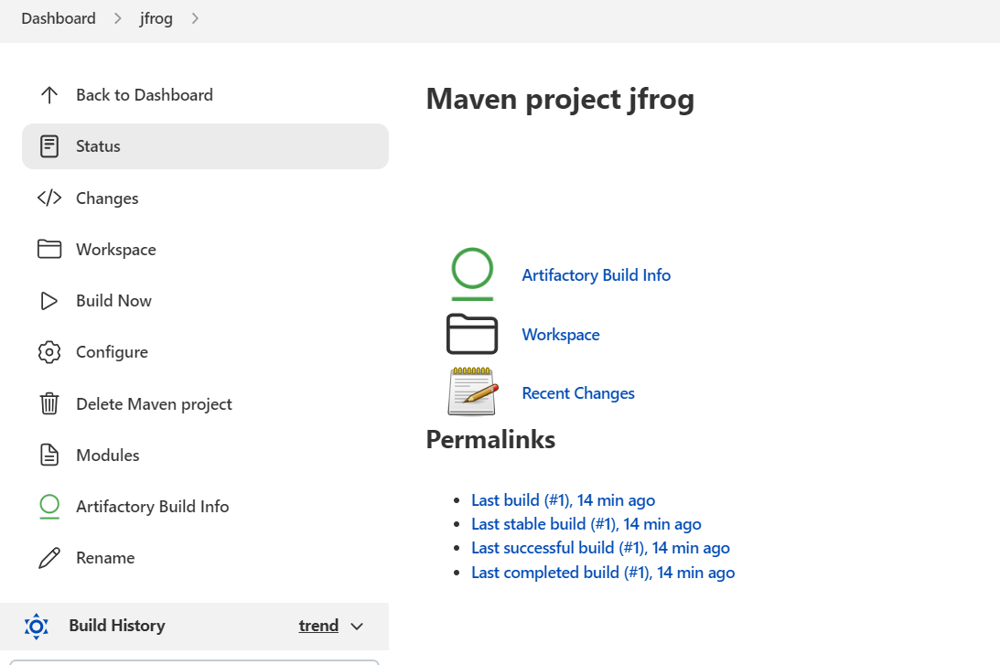 Dashboard > jfrog >
Back to Dashboard
Status
Changes
Workspace
Build Now
Configure
Delete Maven project
Modules
Artifactory Build Info
Rename
Build History trend
Maven project jfrog
Artifactory Build Info
Workspace
Recent Changes
Permalinks
Last build (#1), 14 min ago
Last stable build (#1), 14 min ago
Last successful build (#1), 14 min ago
Last completed build (#1), 14 min ago